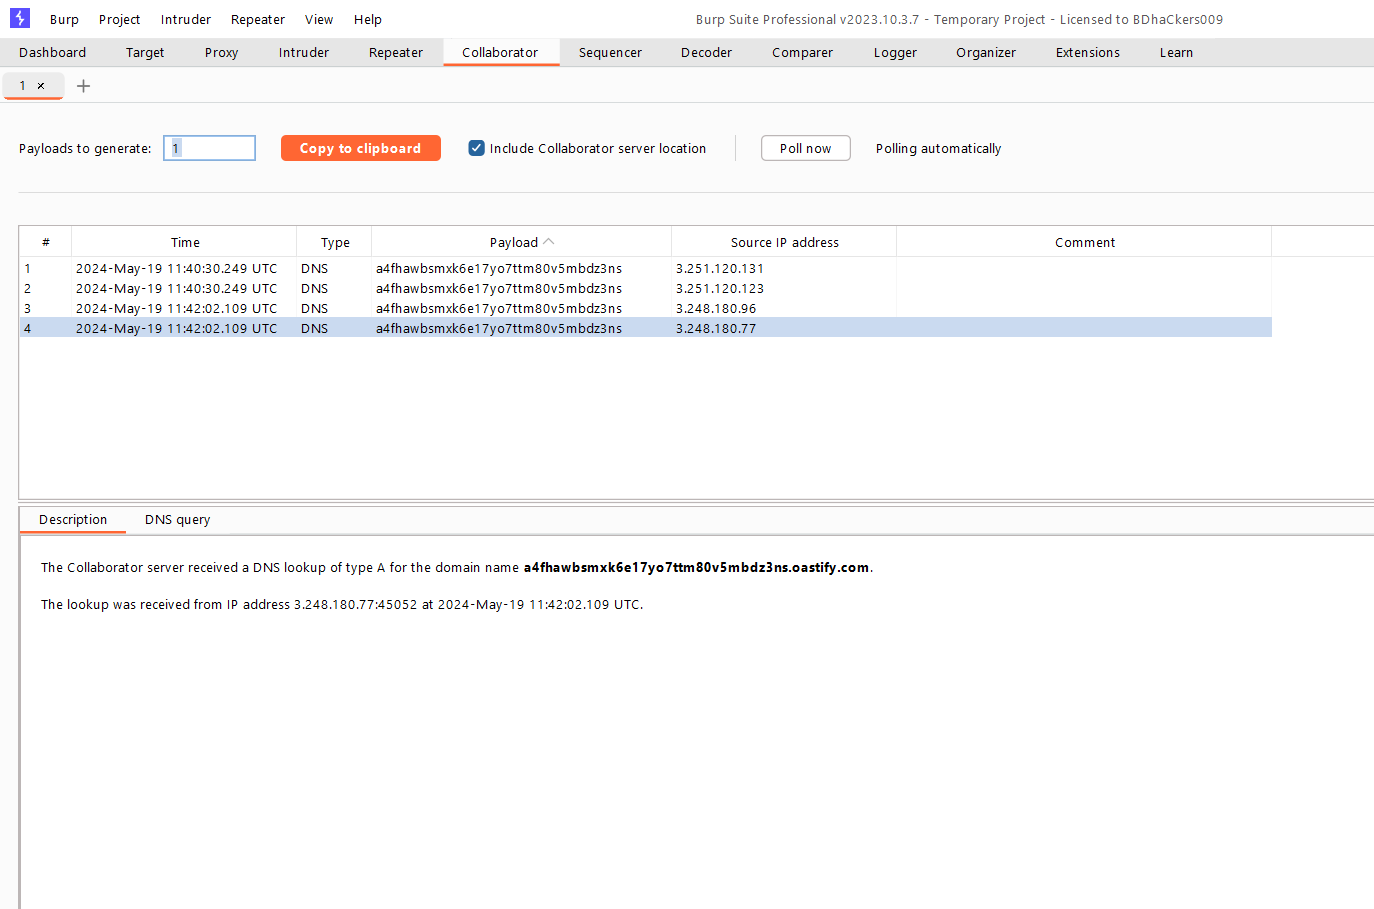 Burp Project Intruder Repeater View Help Burp Suite Professional v2023.10.3.7 - Temporary Project - Licensed to BDhaCkers009
Dashboard Target Proxy Intruder Repeater Collaborator Sequencer Decoder Comparer Logger Organizer Extensions Learn
1 × +
Payloads to generate: 1 Copy to clipboard Include Collaborator server location Poll now Polling automatically
# Time Type Payload Source IP address Comment
1 2024-May-19 11:40:30.249 UTC DNS a4fhawbsmxk6e17yo7ttm80v5mbdz3ns 3.251.120.131
2 2024-May-19 11:40:30.249 UTC DNS a4fhawbsmxk6e17yo7ttm80v5mbdz3ns 3.251.120.123
3 2024-May-19 11:42:02.109 UTC DNS a4fhawbsmxk6e17yo7ttm80v5mbdz3ns 3.248.180.96
4 2024-May-19 11:42:02.109 UTC DNS a4fhawbsmxk6e17yo7ttm80v5mbdz3ns 3.248.180.77
Description DNS query
The Collaborator server received a DNS lookup of type A for the domain name a4fhawbsmxk6e17yo7ttm80v5mbdz3ns.oastify.com.
The lookup was received from IP address 3.248.180.77:45052 at 2024-May-19 11:42:02.109 UTC.